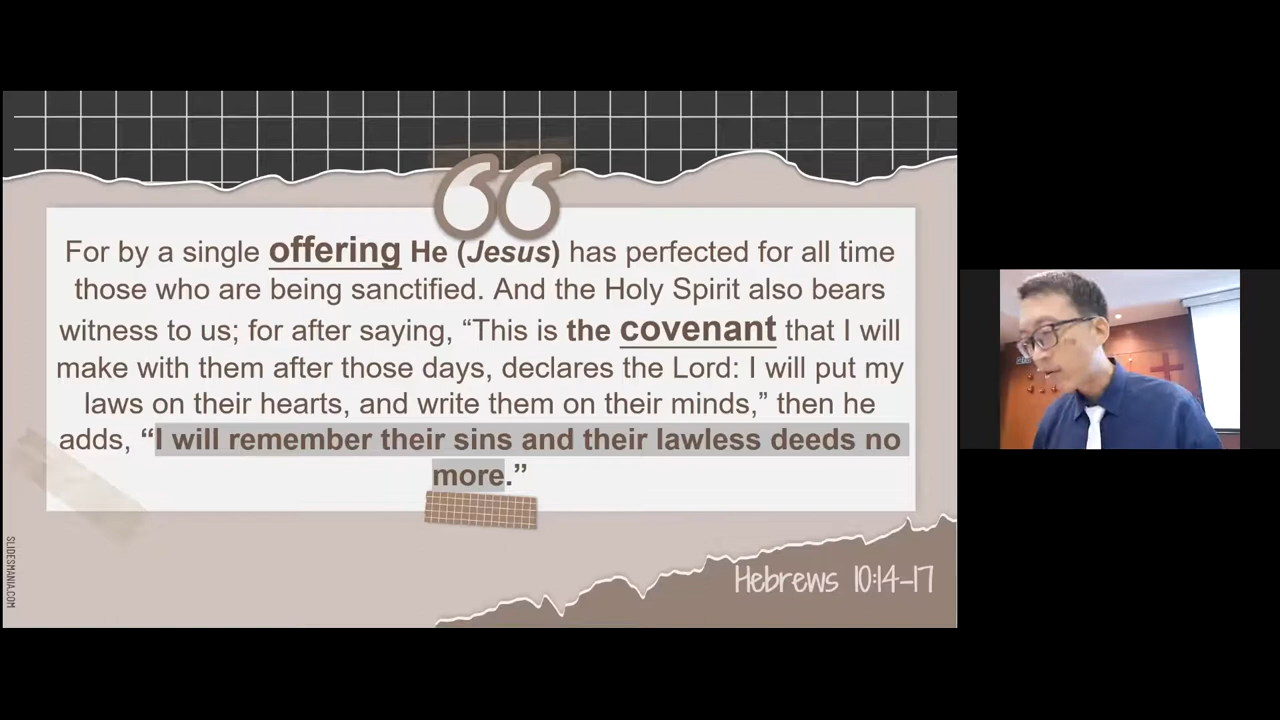 For by a single offering He (Jesus) has perfected for all time
those who are being sanctified. And the Holy Spirit also bears
witness to us; for after saying, “This is the covenant that I will
make with them after those days, declares the Lord: I will put my
laws on their hearts, and write them on their minds,” then he
adds, “I will remember their sins and their lawless deeds no
more.”
Hebrews 10:14-17
SLIDESMANIA.COM